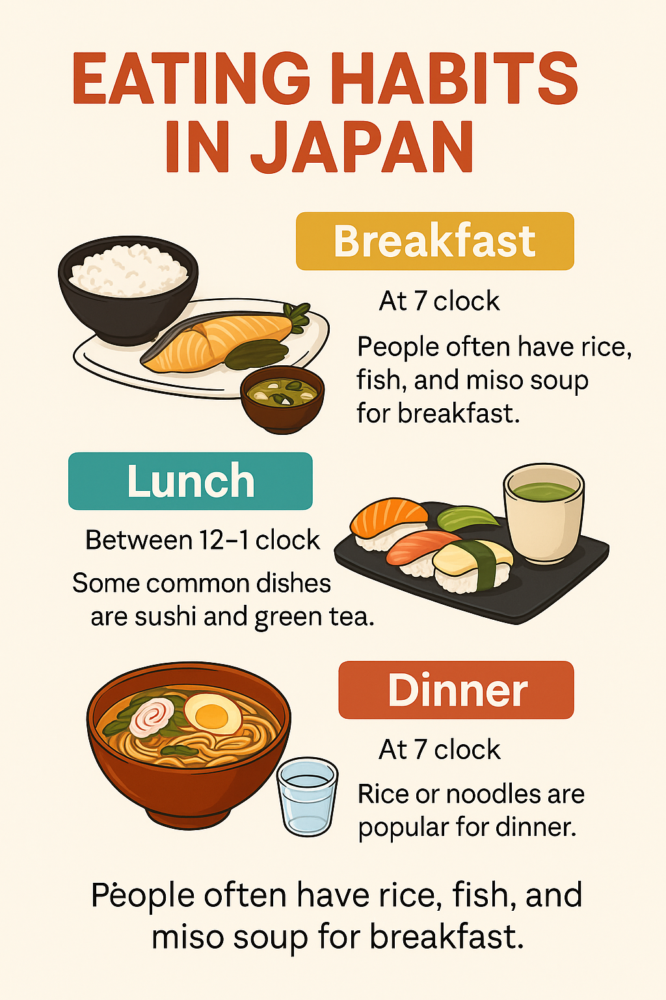 EATING HABITS
IN JAPAN
Breakfast
At 7 clock
People often have rice,
fish, and miso soup
for breakfast.
Lunch
Between 12–1 clock
Some common dishes
are sushi and green tea.
Dinner
At 7 clock
Rice or noodles are
popular for dinner.
Pėople often have rice, fish, and
miso soup for breakfast.